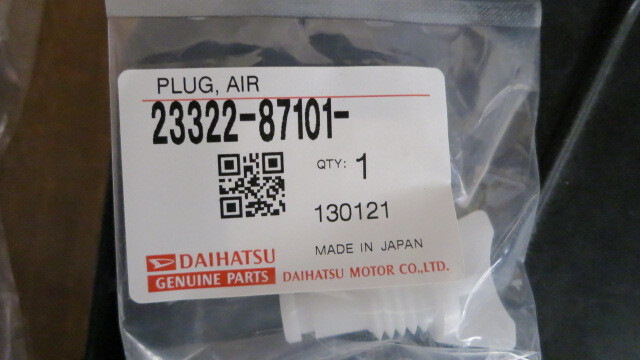 PLUG, AIR
23322-87101-
QTY: 1
130121
MADE IN JAPAN
DAIHATSU
GENUINE PARTS DAIHATSU MOTOR CO.,LTD.